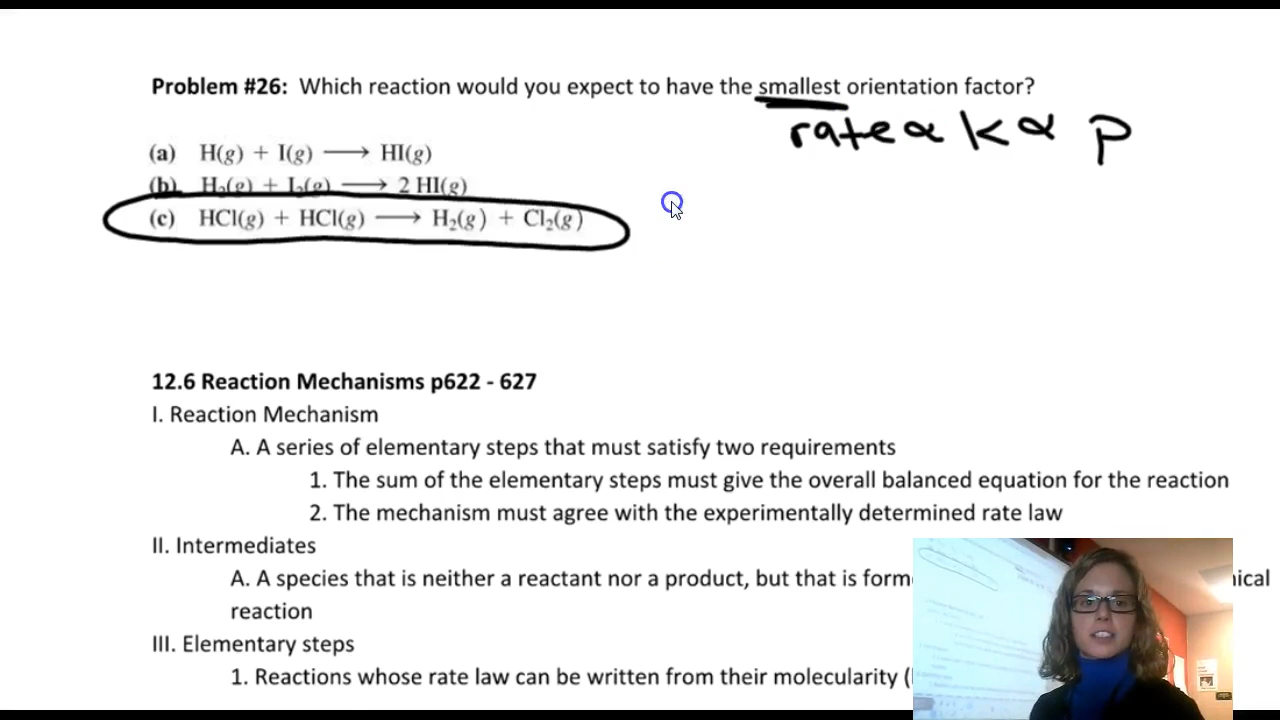 Problem #26: Which reaction would you expect to have the smallest orientation factor?
rate ∝ k ∝ p
(a) H(g) + I(g) ⟶ HI(g)
(b) H₂(g) + I₂(g) ⟶ 2 HI(g)
(c) HCl(g) + HCl(g) ⟶ H₂(g) + Cl₂(g)
12.6 Reaction Mechanisms p622 - 627
I. Reaction Mechanism
A. A series of elementary steps that must satisfy two requirements
1. The sum of the elementary steps must give the overall balanced equation for the reaction
2. The mechanism must agree with the experimentally determined rate law
II. Intermediates
A. A species that is neither a reactant nor a product, but that is form
reaction
III. Elementary steps
1. Reactions whose rate law can be written from their molecularity (